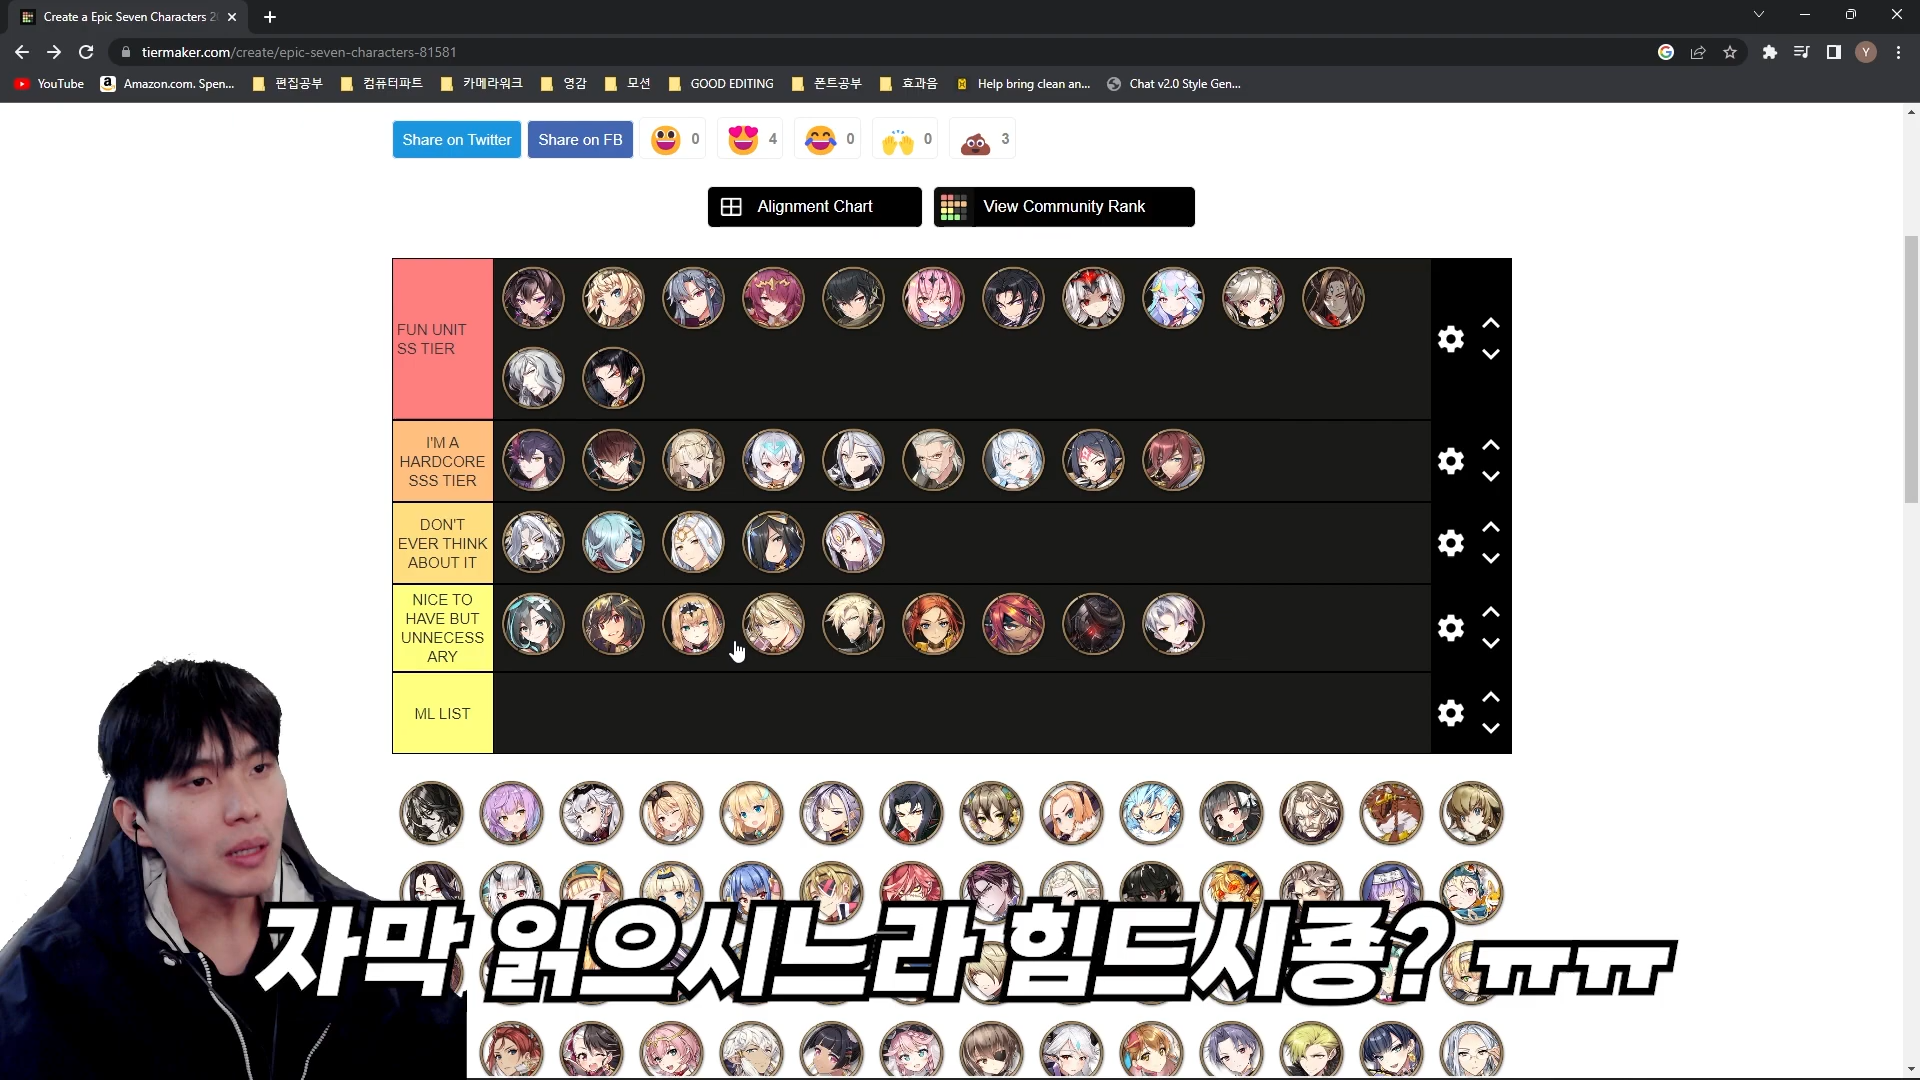 Create a Epic Seven Characters 2
tiermaker.com/create/epic-seven-characters-81581
Y
YouTube
Amazon.com. Spen...
편집공부
컴퓨터파트
카메라워크
영감
모션
GOOD EDITING
폰트공부
효과음
Help bring clean an...
Chat v2.0 Style Gen...
Share on Twitter
Share on FB
0
4
0
0
3
Alignment Chart
View Community Rank
FUN UNIT
SS TIER
I'M A
HARDCORE
SSS TIER
DON'T
EVER THINK
ABOUT IT
NICE TO
HAVE BUT
UNNECESS
ARY
ML LIST
자막 읽으시느라 힘드시죵? ㅠㅠ